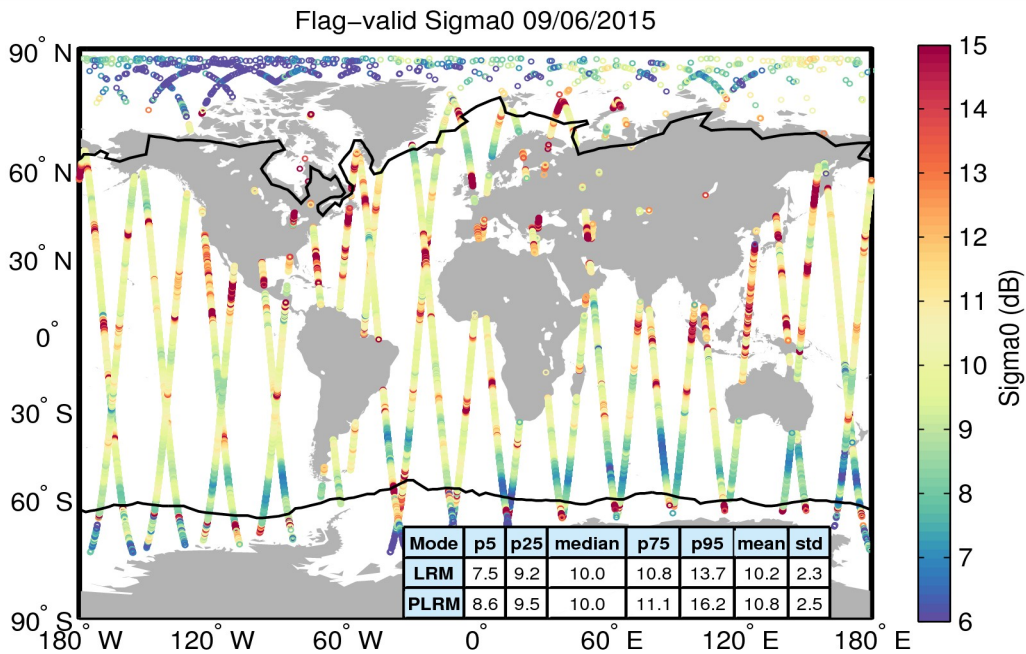 Flag−valid Sigma0 09/06/2015
90° N
60° N
30° N
0°
30° S
60° S
90° S
180° W
120° W
60° W
0°
60° E
120° E
180° E
15
14
13
12
11
10
9
8
7
6
Sigma0 (dB)
Mode p5 p25 median p75 p95 mean std
LRM 7.5 9.2 10.0 10.8 13.7 10.2 2.3
PLRM 8.6 9.5 10.0 11.1 16.2 10.8 2.5